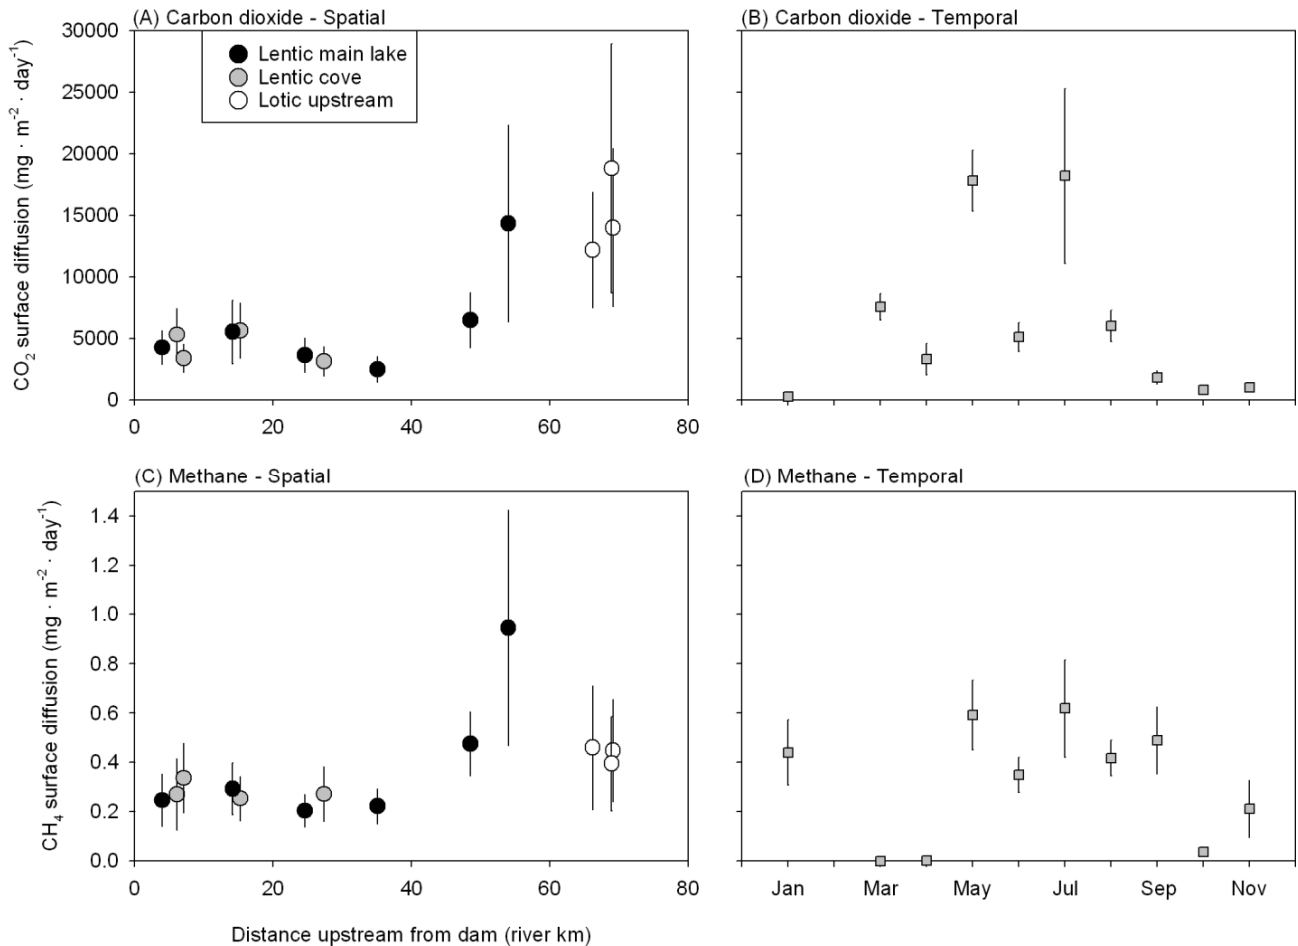 (A) Carbon dioxide - Spatial
CO₂ surface diffusion (mg · m⁻² · day⁻¹)
30000
25000
20000
15000
10000
5000
0
Lentic main lake
Lentic cove
Lotic upstream
0 20 40 60 80
(B) Carbon dioxide - Temporal
(C) Methane - Spatial
CH₄ surface diffusion (mg · m⁻² · day⁻¹)
1.4
1.2
1.0
0.8
0.6
0.4
0.2
0.0
0 20 40 60 80
Distance upstream from dam (river km)
(D) Methane - Temporal
Jan Mar May Jul Sep Nov